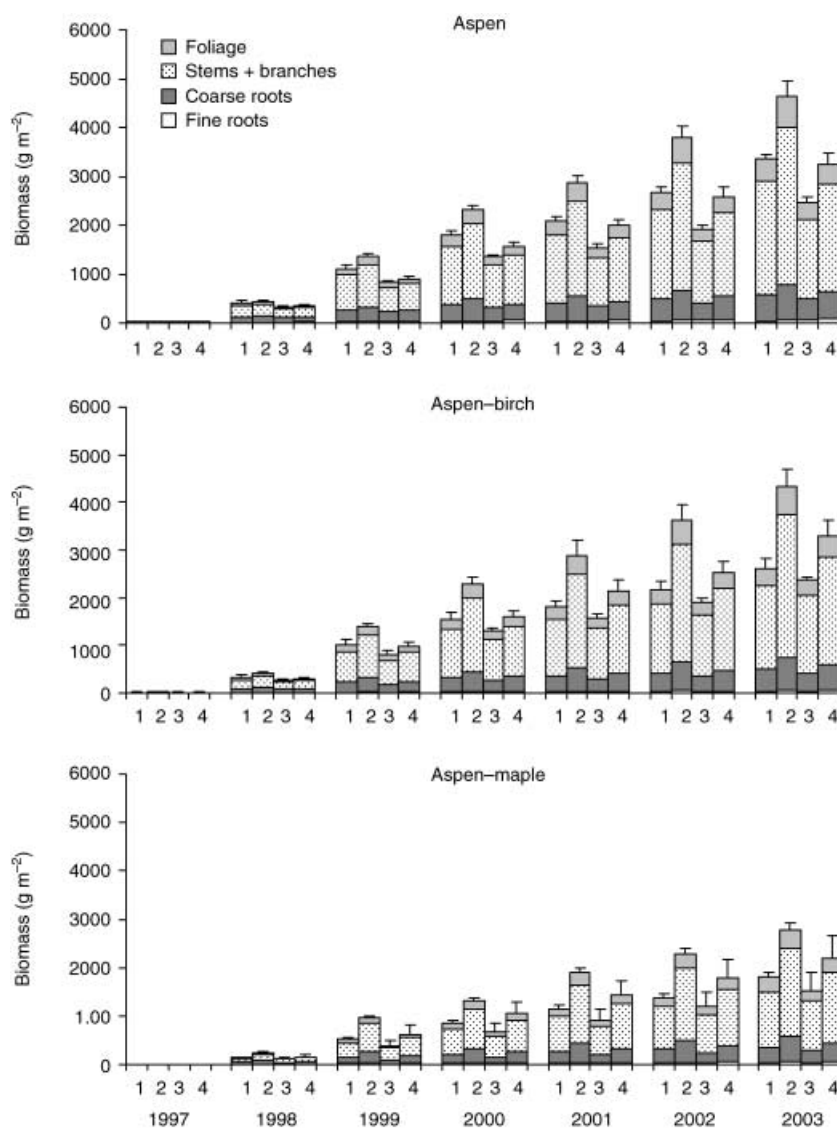 Aspen
Foliage
Stems + branches
Coarse roots
Fine roots
Biomass (g m⁻²)
6000
5000
4000
3000
2000
1000
0
1 2 3 4 1 2 3 4 1 2 3 4 1 2 3 4 1 2 3 4 1 2 3 4 1 2 3 4
Aspen–birch
Biomass (g m⁻²)
6000
5000
4000
3000
2000
1000
0
1 2 3 4 1 2 3 4 1 2 3 4 1 2 3 4 1 2 3 4 1 2 3 4 1 2 3 4
Aspen–maple
Biomass (g m⁻²)
6000
5000
4000
3000
2000
1.00
0
1 2 3 4 1 2 3 4 1 2 3 4 1 2 3 4 1 2 3 4 1 2 3 4 1 2 3 4
1997 1998 1999 2000 2001 2002 2003